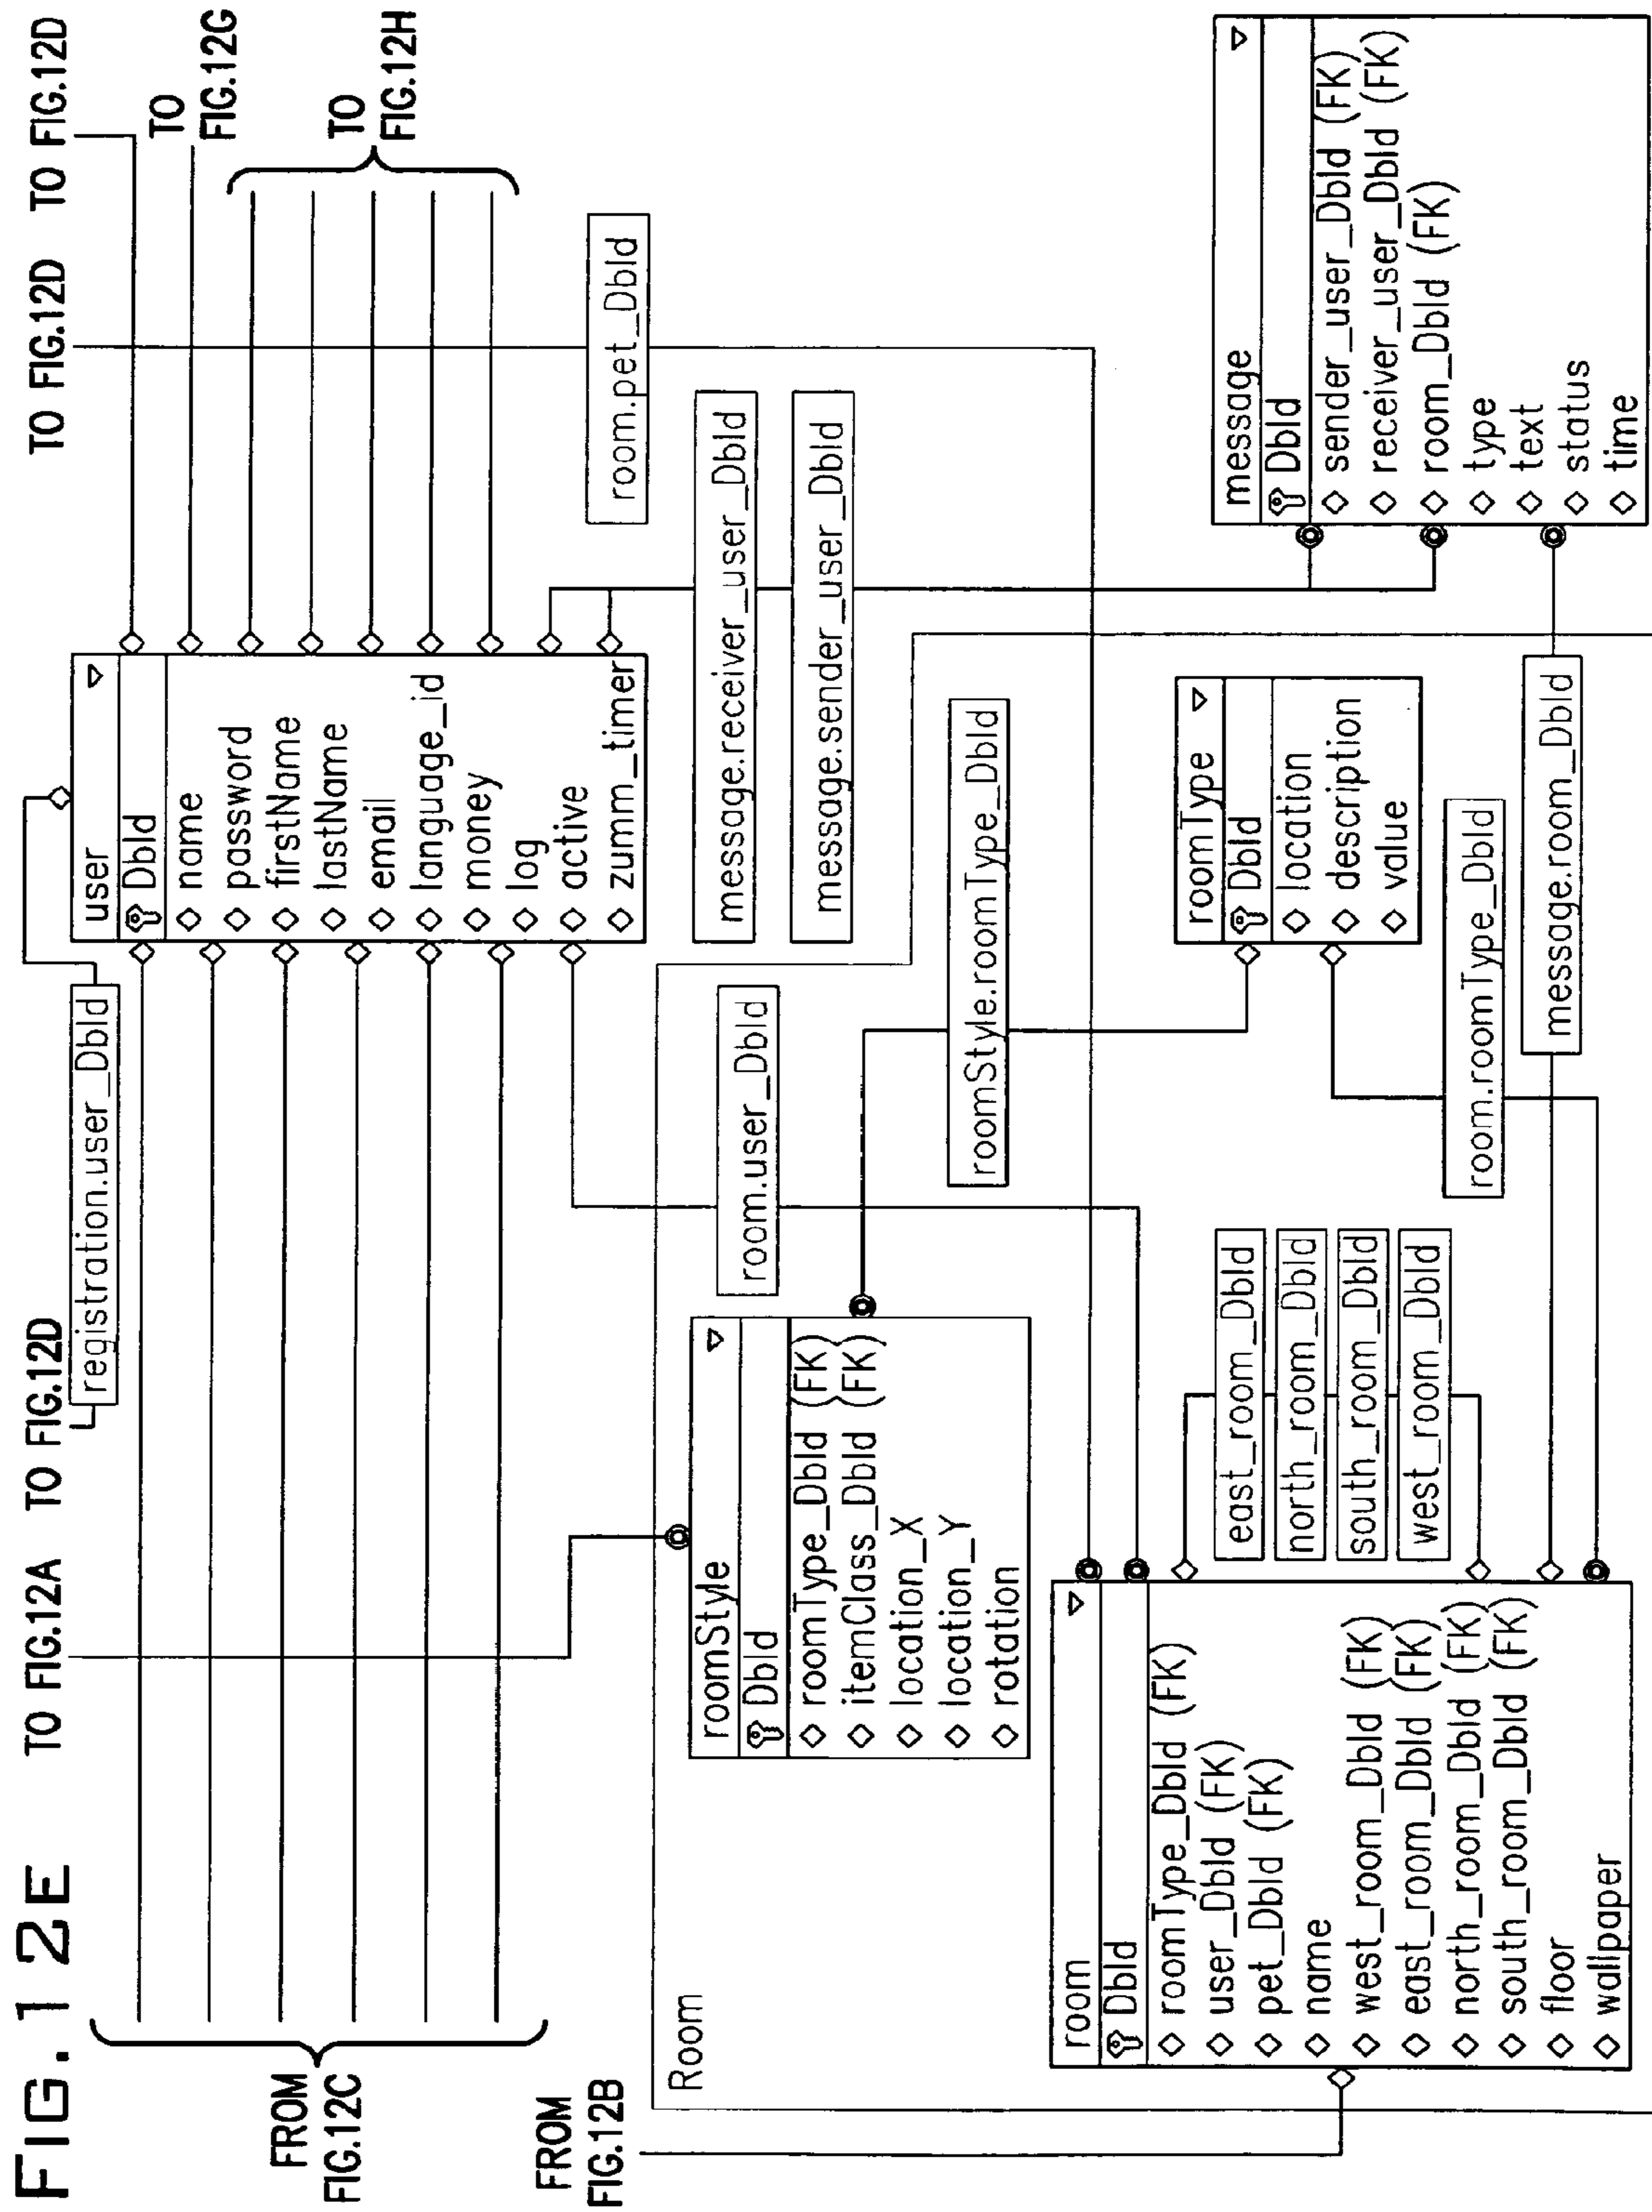 FIG. 12E
TO FIG.12A
TO FIG.12D
TO FIG.12D
TO FIG.12D
registration.user_DbId
FROM
FIG.12C
TO
FIG.12G
TO
FIG.12H
user
DbId
name
password
firstName
lastName
email
language_id
money
log
active
zumm_timer
FROM
FIG.12B
Room
room.pet_DbId
message.receiver_user_DbId
message.sender_user_DbId
room.user_DbId
roomStyle
DbId
roomType_DbId (FK)
itemClass_DbId (FK)
location_X
location_Y
rotation
roomStyle.roomType_DbId
roomType
DbId
location
description
value
room
DbId
roomType_DbId (FK)
user_DbId (FK)
pet_DbId (FK)
name
west_room_DbId (FK)
east_room_DbId (FK)
north_room_DbId (FK)
south_room_DbId (FK)
floor
wallpaper
east_room_DbId
north_room_DbId
south_room_DbId
west_room_DbId
room.roomType_DbId
message.room_DbId
message
DbId
sender_user_DbId (FK)
receiver_user_DbId (FK)
room_DbId (FK)
type
text
status
time